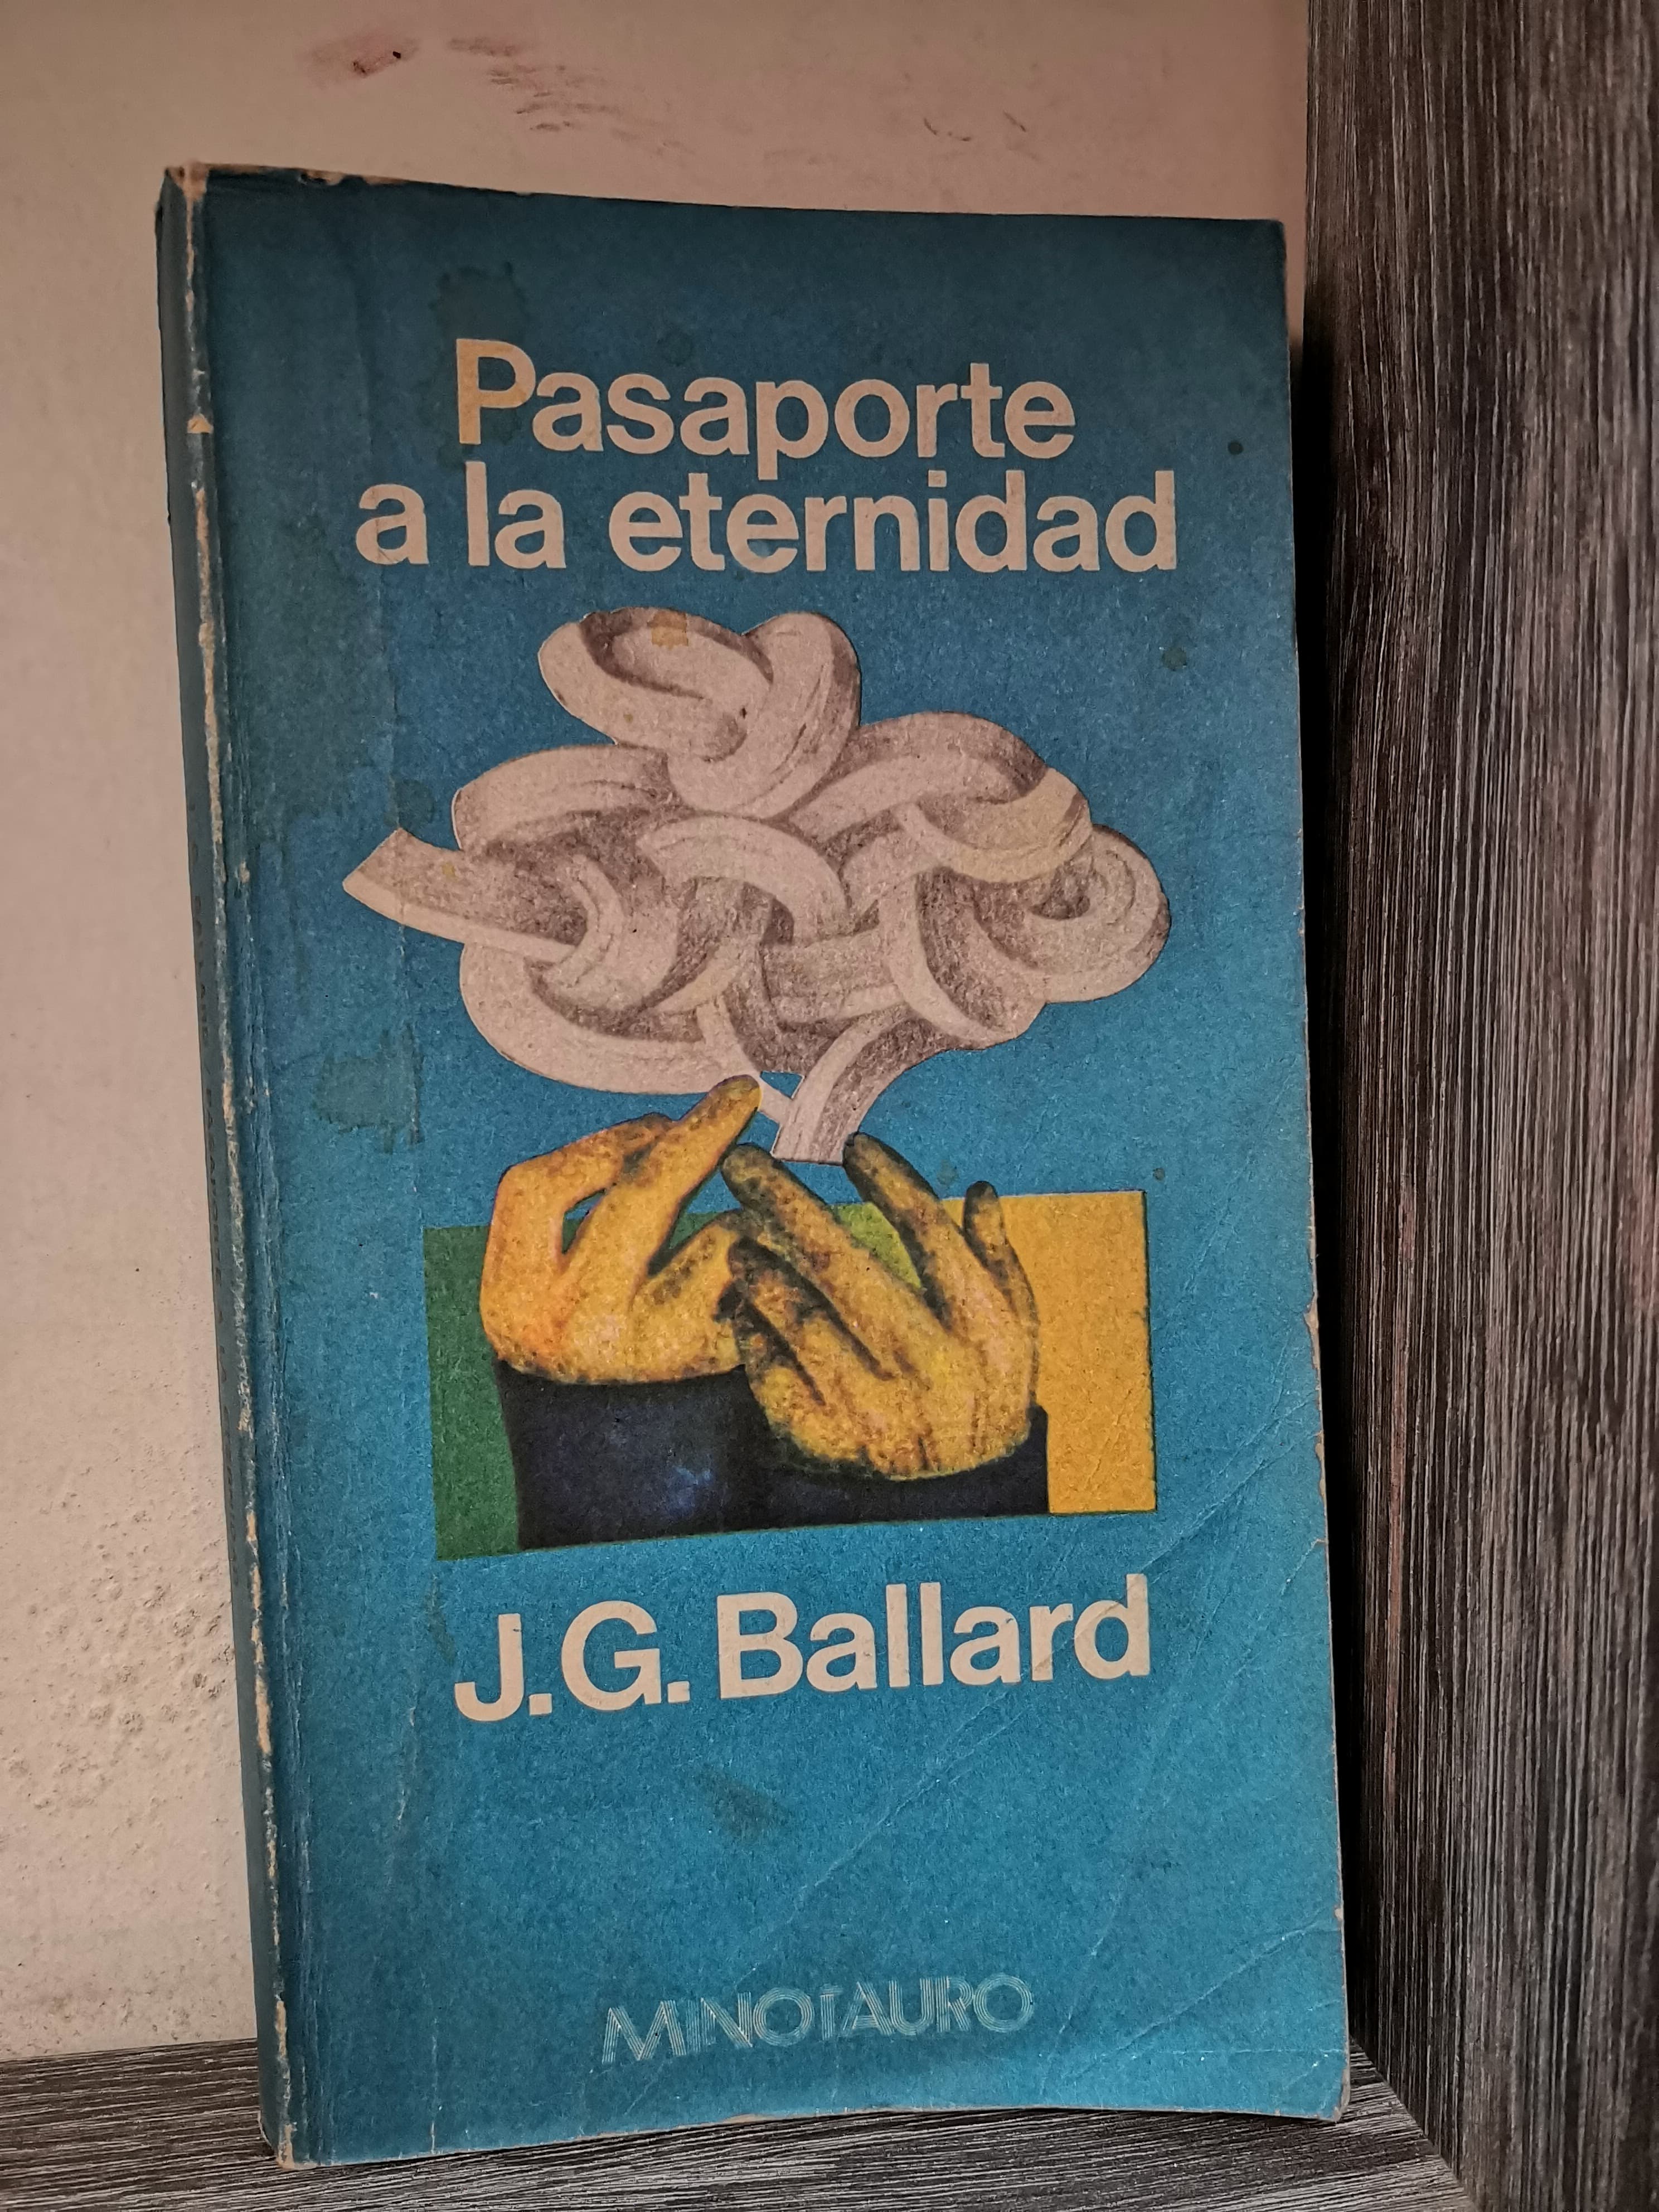 Pasaporte
a la eternidad
J.G. Ballard
MINOTAURO